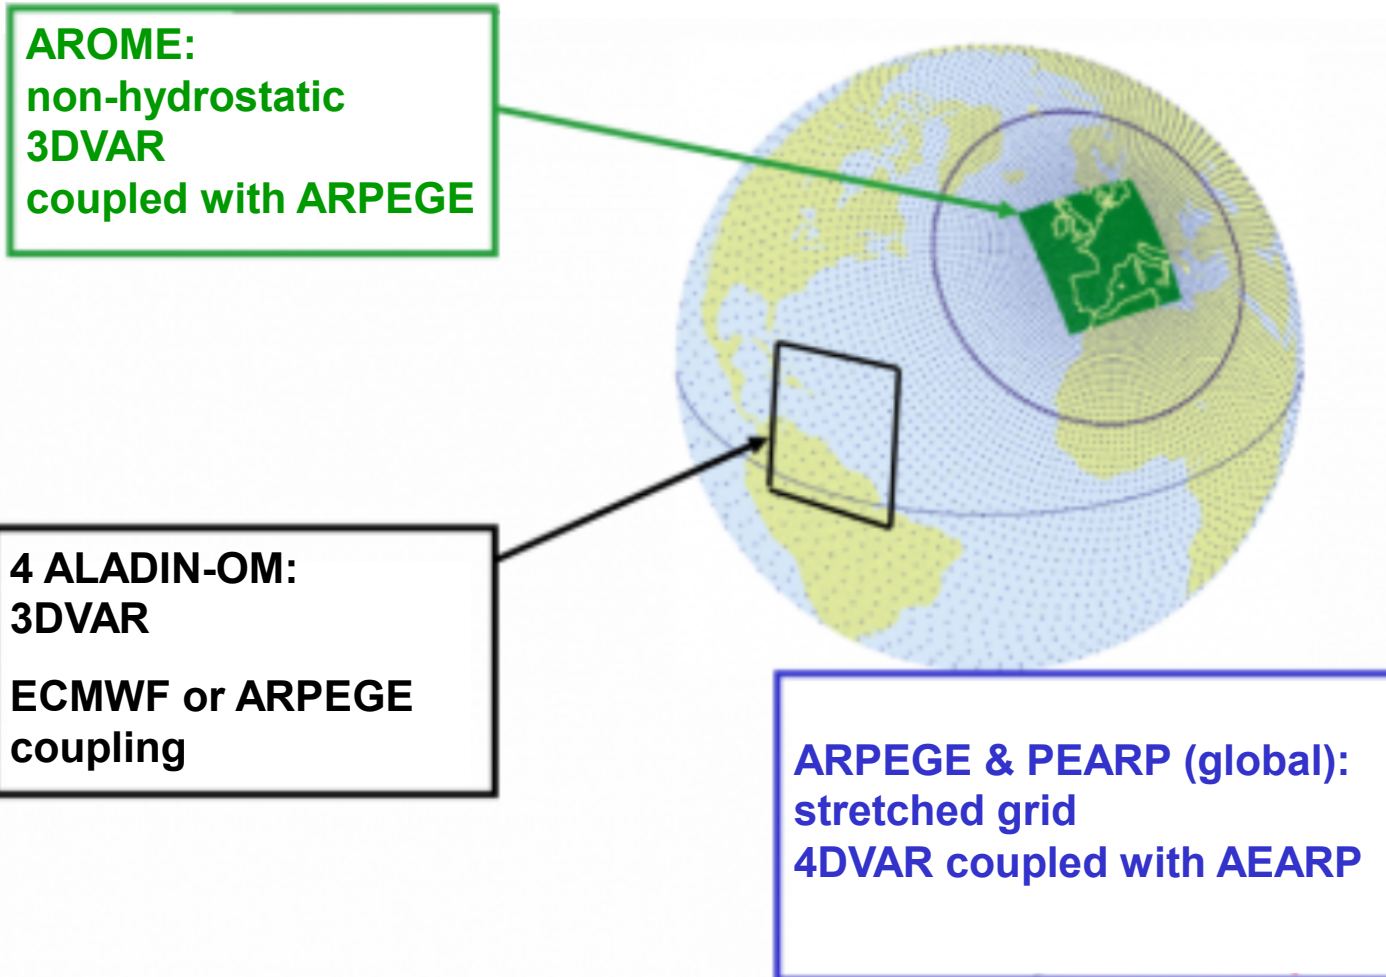 AROME:
non-hydrostatic
3DVAR
coupled with ARPEGE
4 ALADIN-OM:
3DVAR
ECMWF or ARPEGE
coupling
ARPEGE & PEARP (global):
stretched grid
4DVAR coupled with AEARP